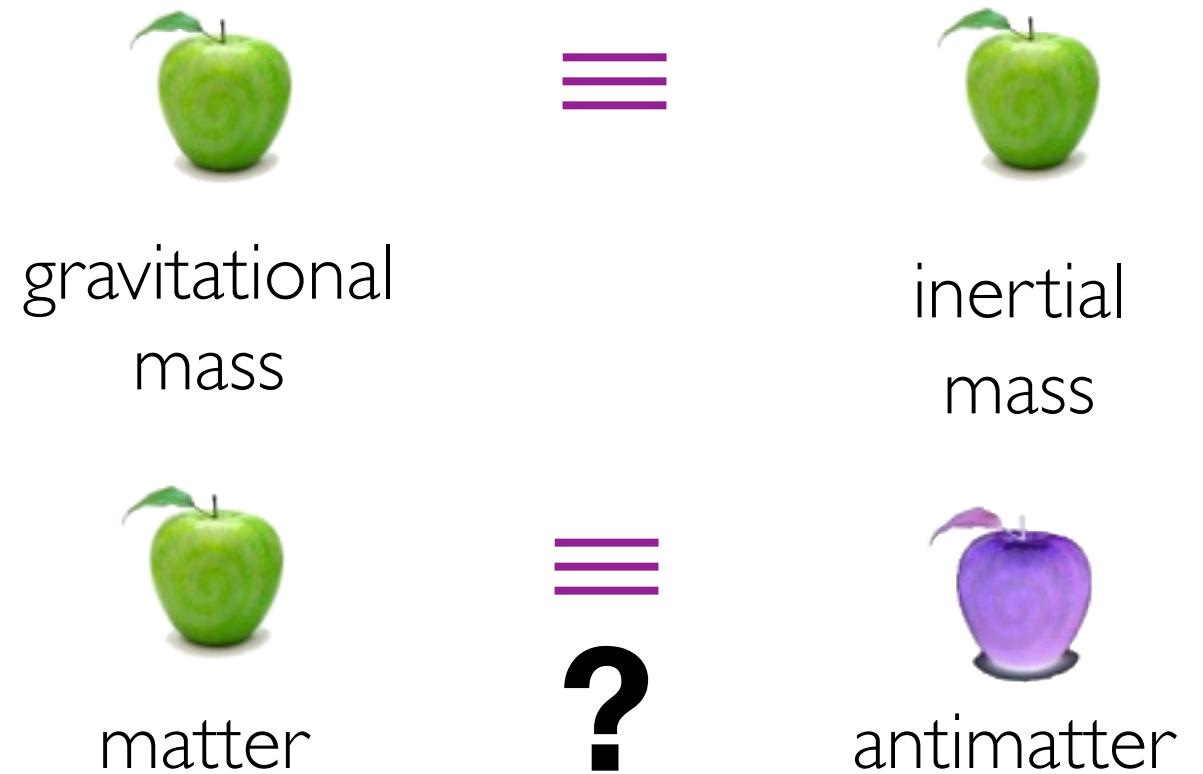 ≡
gravitational
mass
inertial
mass
≡
?
matter
antimatter